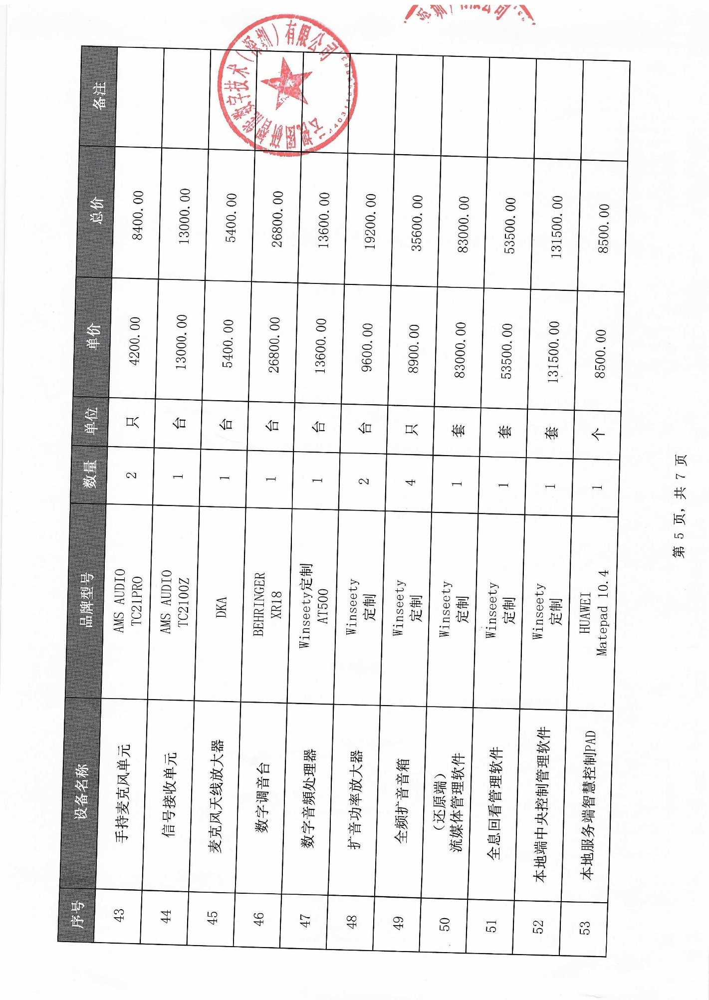 序号 设备名称 品牌型号 数量 单位 单价 总价 备注
43 手持麦克风单元 AMS AUDIO TC21PRO 2 只 4200.00 8400.00
44 信号接收单元 AMS AUDIO TC2100Z 1 台 13000.00 13000.00
45 麦克风天线放大器 DKA 1 台 5400.00 5400.00
46 数字调音台 BEHRINGER XR18 1 台 26800.00 26800.00
47 数字音频处理器 Winseety定制 AT500 1 台 13600.00 13600.00
48 扩音功率放大器 Winseety 定制 2 台 9600.00 19200.00
49 全频扩音音箱 Winseety 定制 4 只 8900.00 35600.00
50 （还原端） 流媒体管理软件 Winseety 定制 1 套 83000.00 83000.00
51 全息回看管理软件 Winseety 定制 1 套 53500.00 53500.00
52 本地端中央控制管理软件 Winseety 定制 1 套 131500.00 131500.00
53 本地服务端智慧控制PAD HUAWEI Matepad 10.4 1 个 8500.00 8500.00
智能数字技术（深圳）有限公司
深圳）有限公司
第 5 页, 共 7 页